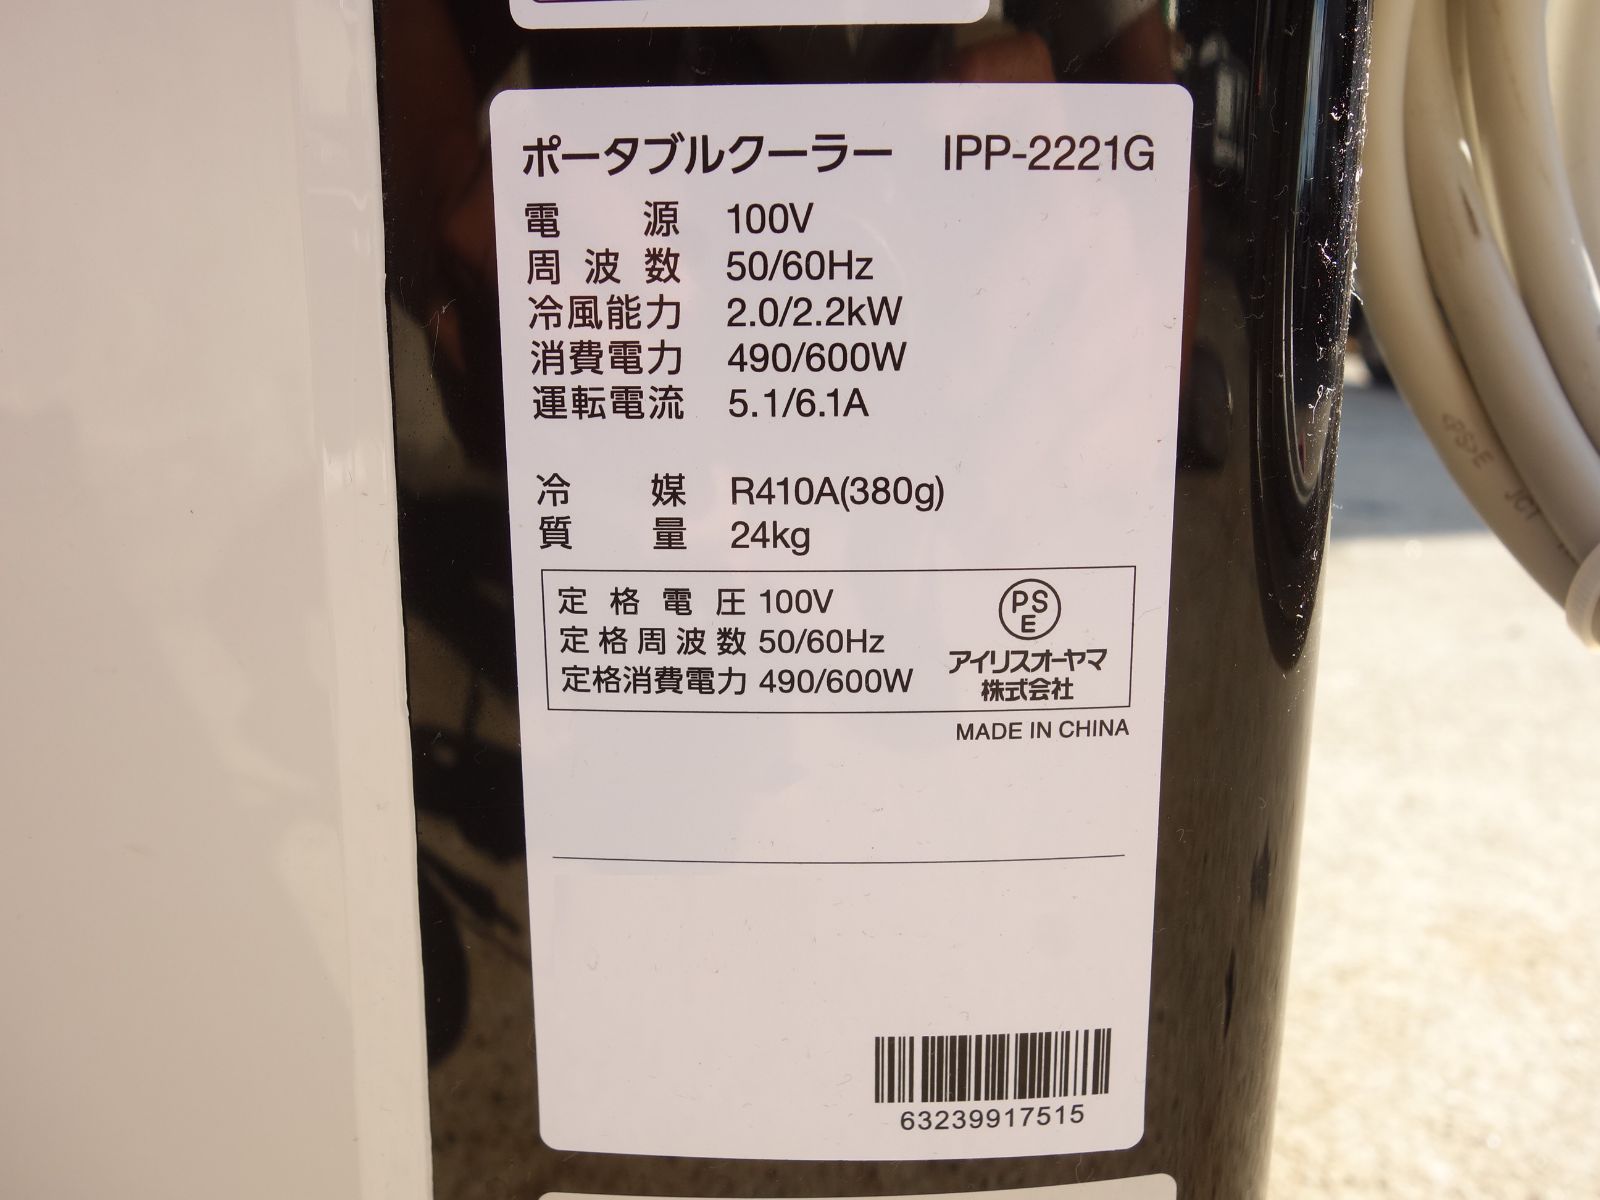 ポータブルクーラー IPP-2221G
電源 100V
周波数 50/60Hz
冷風能力 2.0/2.2kW
消費電力 490/600W
運転電流 5.1/6.1A
冷媒 R410A(380g)
質量 24kg
定格電圧 100V
定格周波数 50/60Hz
定格消費電力 490/600W
PS
E
アイリスオーヤマ
株式会社
MADE IN CHINA
63239917515
<PS>E JCT